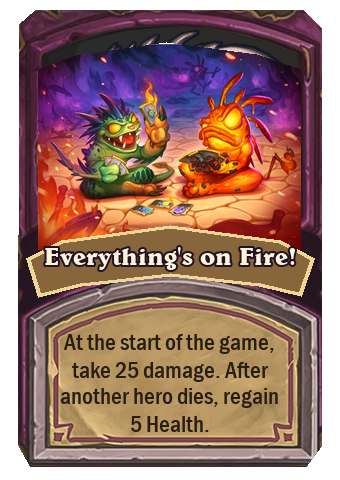 Everything's on Fire!
At the start of the game,
take 25 damage. After
another hero dies, regain
5 Health.